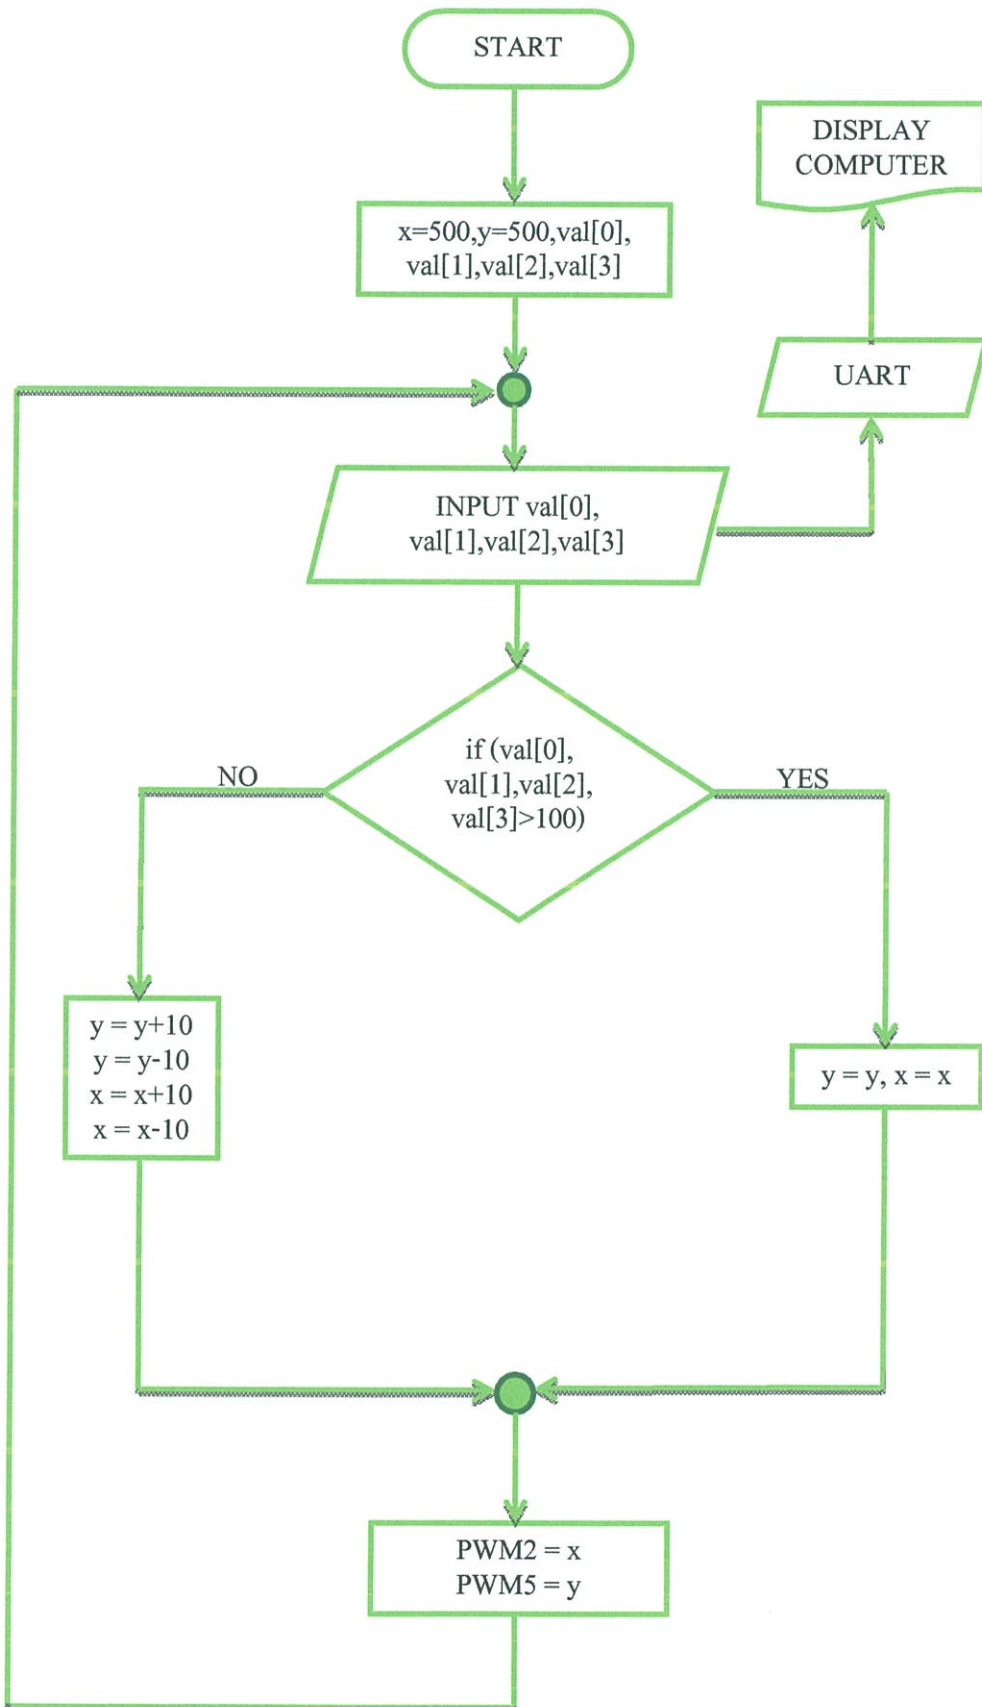 START
DISPLAY
COMPUTER
x=500,y=500,val[0],
val[1],val[2],val[3]
UART
INPUT val[0],
val[1],val[2],val[3]
if (val[0],
val[1],val[2],
val[3]>100)
NO
YES
y = y+10
y = y-10
x = x+10
x = x-10
y = y, x = x
PWM2 = x
PWM5 = y